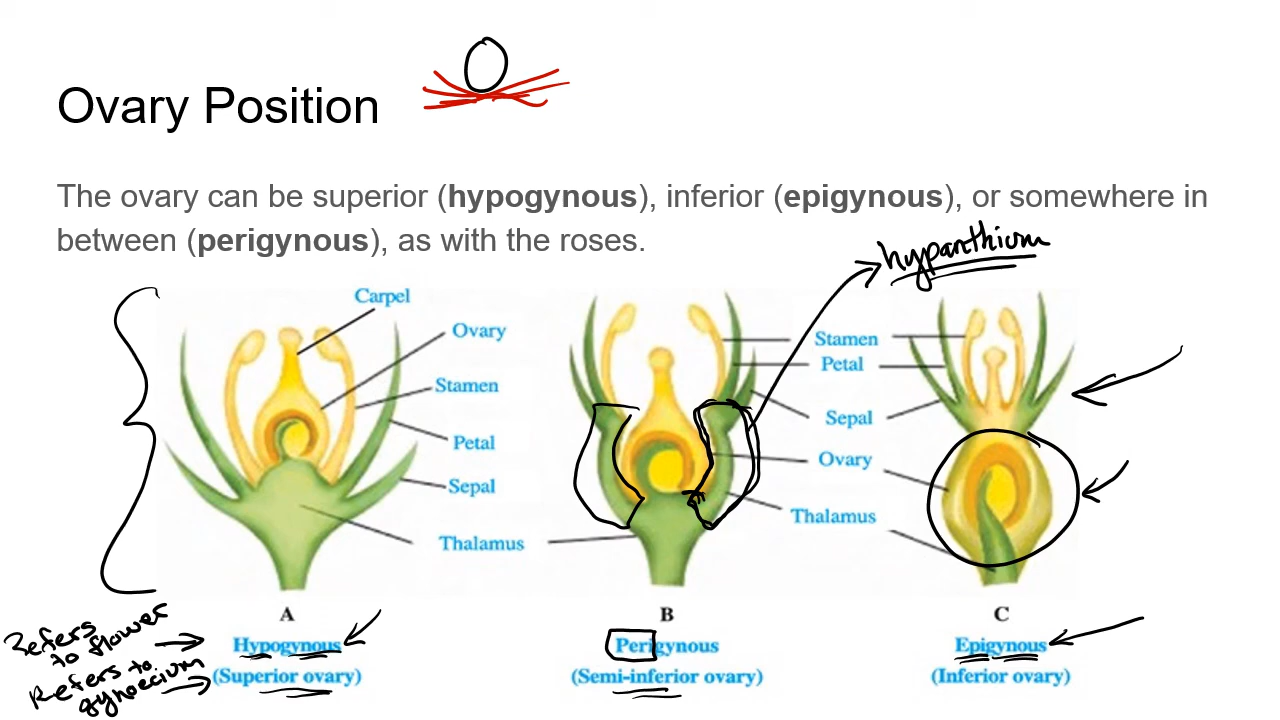 Ovary Position
The ovary can be superior (hypogynous), inferior (epigynous), or somewhere in
between (perigynous), as with the roses.
hypanthium
Carpel
Ovary
Stamen
Petal
Sepal
Thalamus
Stamen
Petal
Sepal
Ovary
Thalamus
A
Hypogynous
(Superior ovary)
B
Perigynous
(Semi-inferior ovary)
C
Epigynous
(Inferior ovary)
Refers
to flower
Refers to
gynoecium